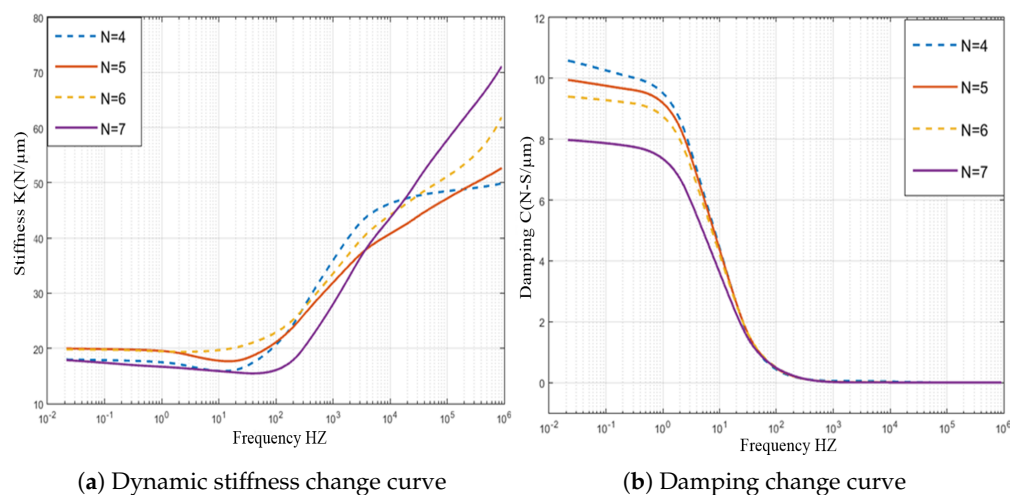 80
70
60
50
40
30
20
10
Stiffness K(N/μm)
N=4
N=5
N=6
N=7
10-2 10-1 100 101 102 103 104 105 106
Frequency HZ
(a) Dynamic stiffness change curve
12
10
8
6
4
2
0
Damping C(N-S/μm)
N=4
N=5
N=6
N=7
10-2 10-1 100 101 102 103 104 105 106
Frequency HZ
(b) Damping change curve